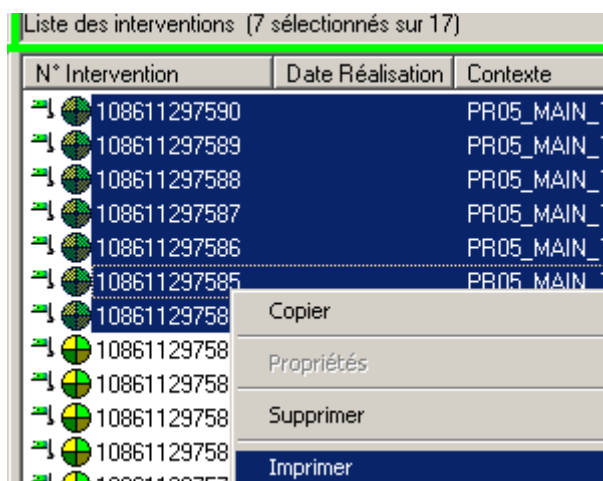 Liste des interventions (7 sélectionnés sur 17)
N° Intervention Date Réalisation Contexte
108611297590 PR05_MAIN_
108611297589 PR05_MAIN_
108611297588 PR05_MAIN_
108611297587 PR05_MAIN_
108611297586 PR05_MAIN_
108611297585 PR05_MAIN_
10861129758 Copier
10861129758
Propriétés
10861129758
10861129758 Supprimer
10861129758
Imprimer